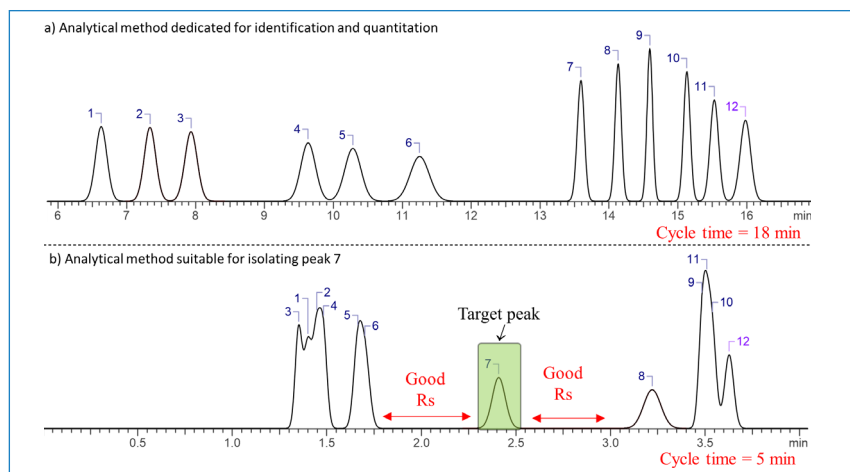 a) Analytical method dedicated for identification and quantitation
1
2
3
4
5
6
7
8
9
10
11
12
6 7 8 9 10 11 12 13 14 15 16 min
Cycle time = 18 min
b) Analytical method suitable for isolating peak 7
3
1
2
4
5
6
Good
Rs
Target peak
7
Good
Rs
8
11
9
10
12
0.5 1.0 1.5 2.0 2.5 3.0 3.5 min
Cycle time = 5 min